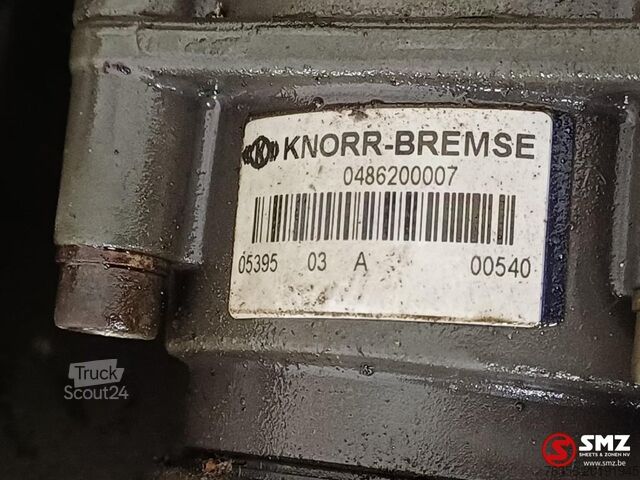 KNORR-BREMSE
0486200007
05395 03 A 00540
Truck
Scout24
SMZ
SHEETS & ZONEN NV
www.smz.be